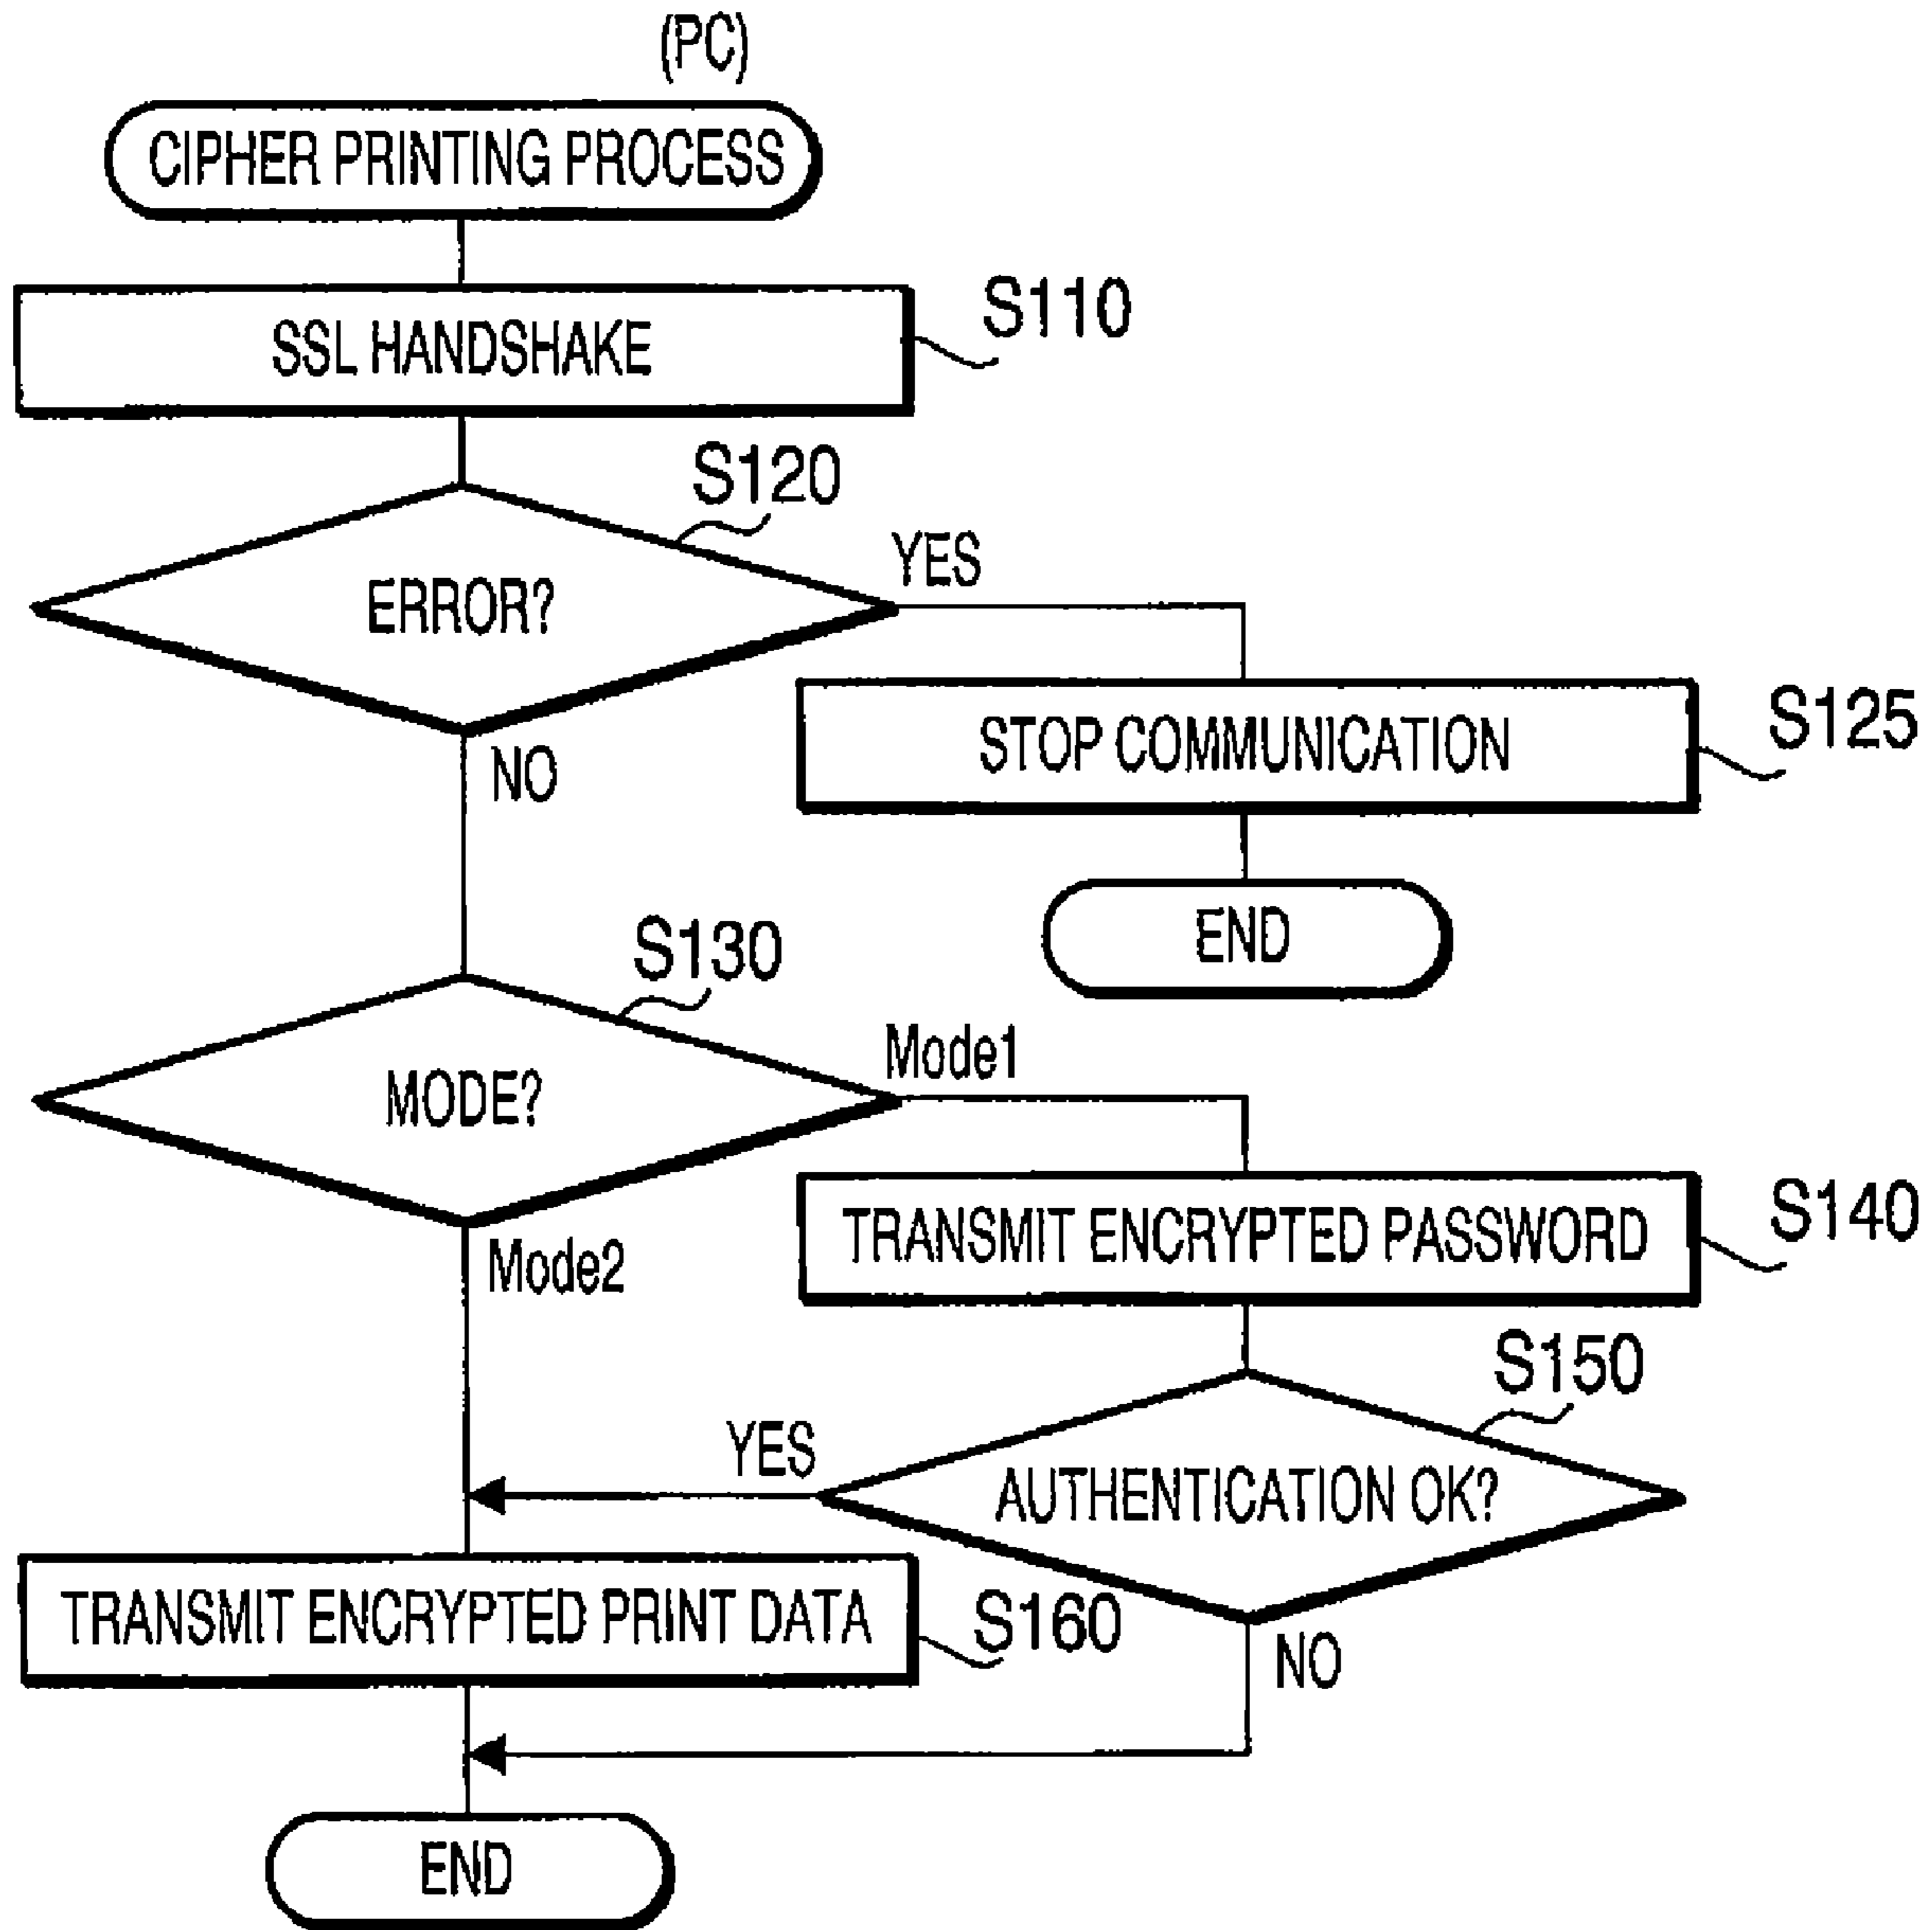 (PC)
CIPHER PRINTING PROCESS
S110
SSL HANDSHAKE
S120
YES
ERROR?
NO
S125
STOP COMMUNICATION
END
S130
Mode1
MODE?
Mode2
S140
TRANSMIT ENCRYPTED PASSWORD
S150
YES
AUTHENTICATION OK?
NO
S160
TRANSMIT ENCRYPTED PRINT DATA
END